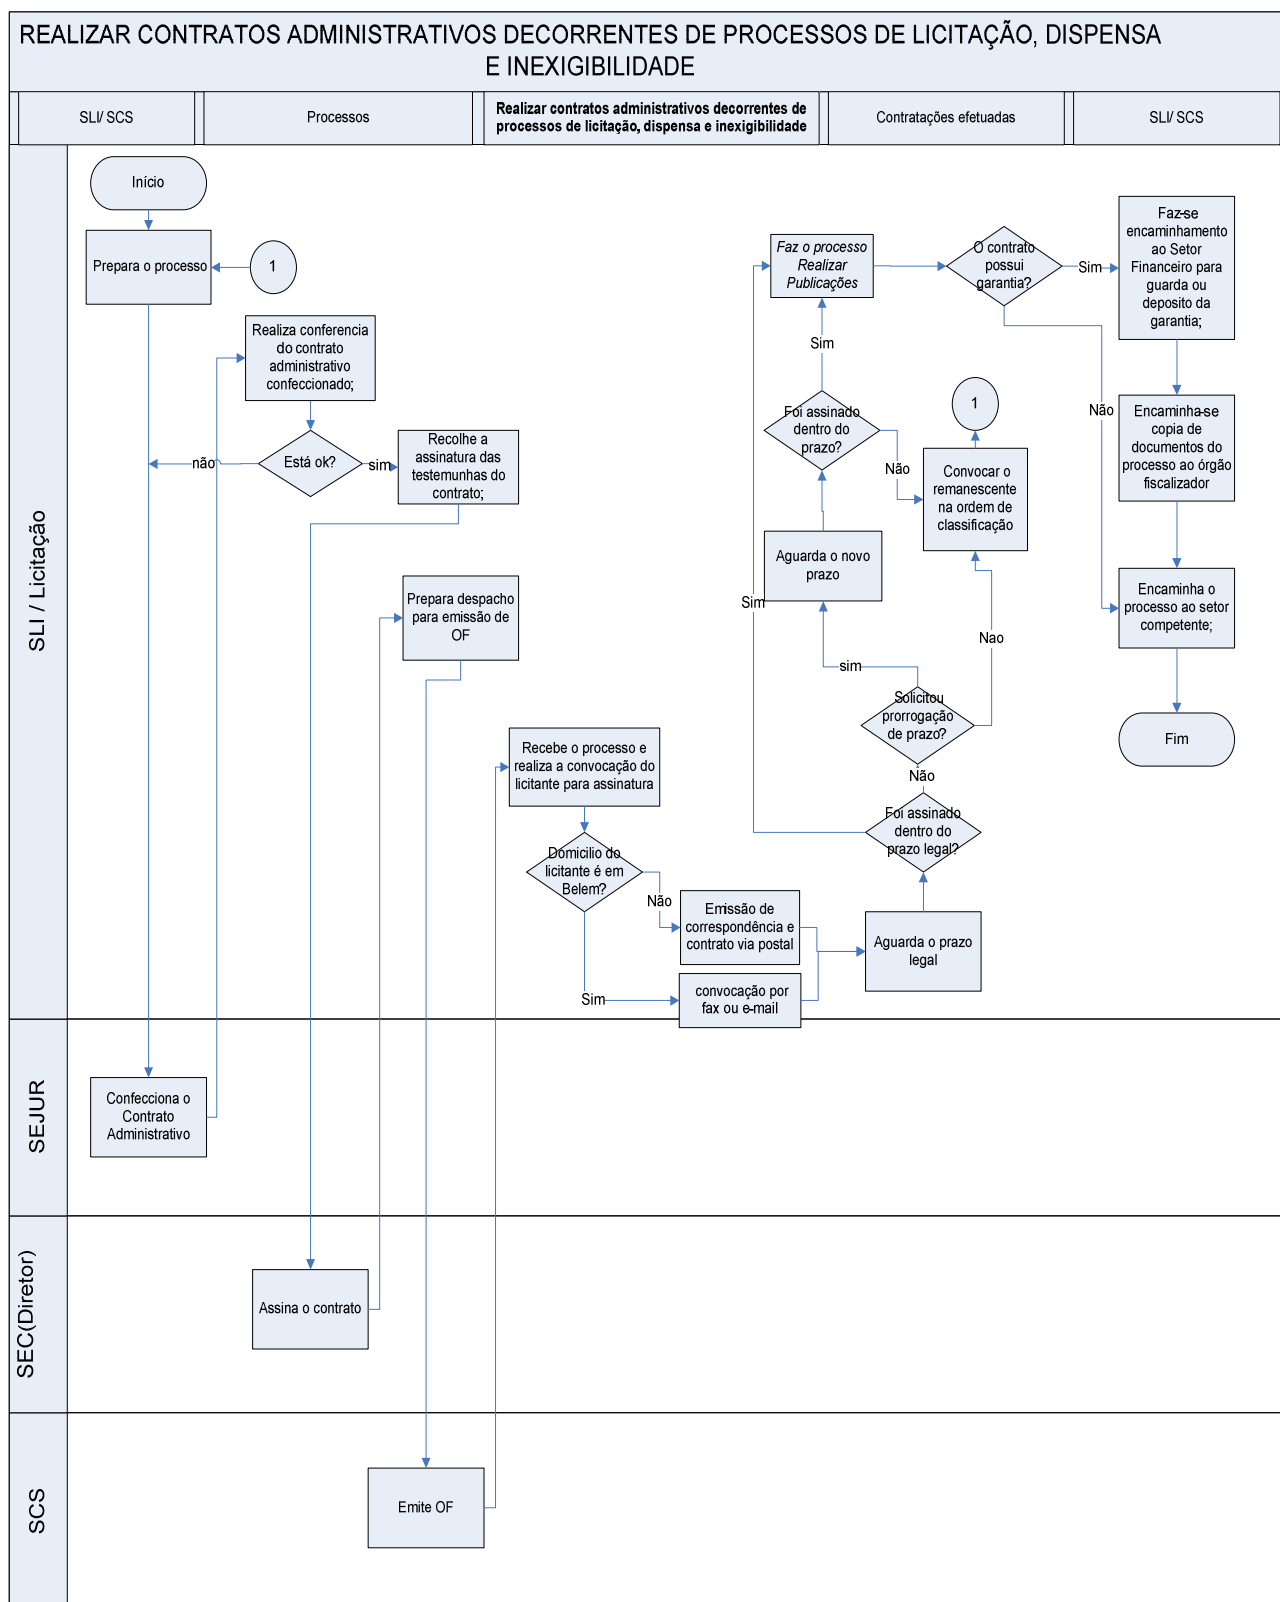 REALIZAR CONTRATOS ADMINISTRATIVOS DECORRENTES DE PROCESSOS DE LICITAÇÃO, DISPENSA
E INEXIGIBILIDADE
SLI/ SCS
Processos
Realizar contratos administrativos decorrentes de
processos de licitação, dispensa e inexigibilidade
Contratações efetuadas
SLI/ SCS
SLI / Licitação
Início
Prepara o processo
1
Realiza conferencia
do contrato
administrativo
confeccionado;
Está ok?
não
sim
Recolhe a
assinatura das
testemunhas do
contrato;
Prepara despacho
para emissão de
OF
Recebe o processo e
realiza a convocação do
licitante para assinatura
Domicilio do
licitante é em
Belem?
Não
Sim
Emissão de
correspondência e
contrato via postal
convocação por
fax ou e-mail
Aguarda o prazo
legal
Foi assinado
dentro do
prazo legal?
Sim
Não
Solicitou
prorrogação
de prazo?
sim
Nao
Aguarda o novo
prazo
Foi assinado
dentro do
prazo?
Sim
Não
Convocar o
remanescente
na ordem de
classificação
1
Faz o processo
Realizar
Publicações
O contrato
possui
garantia?
Sim
Não
Faz-se
encaminhamento
ao Setor
Financeiro para
guarda ou
deposito da
garantia;
Encaminha-se
copia de
documentos do
processo ao órgão
fiscalizador
Encaminha o
processo ao setor
competente;
Fim
SEJUR
Confecciona o
Contrato
Administrativo
SEC(Diretor)
Assina o contrato
SCS
Emite OF